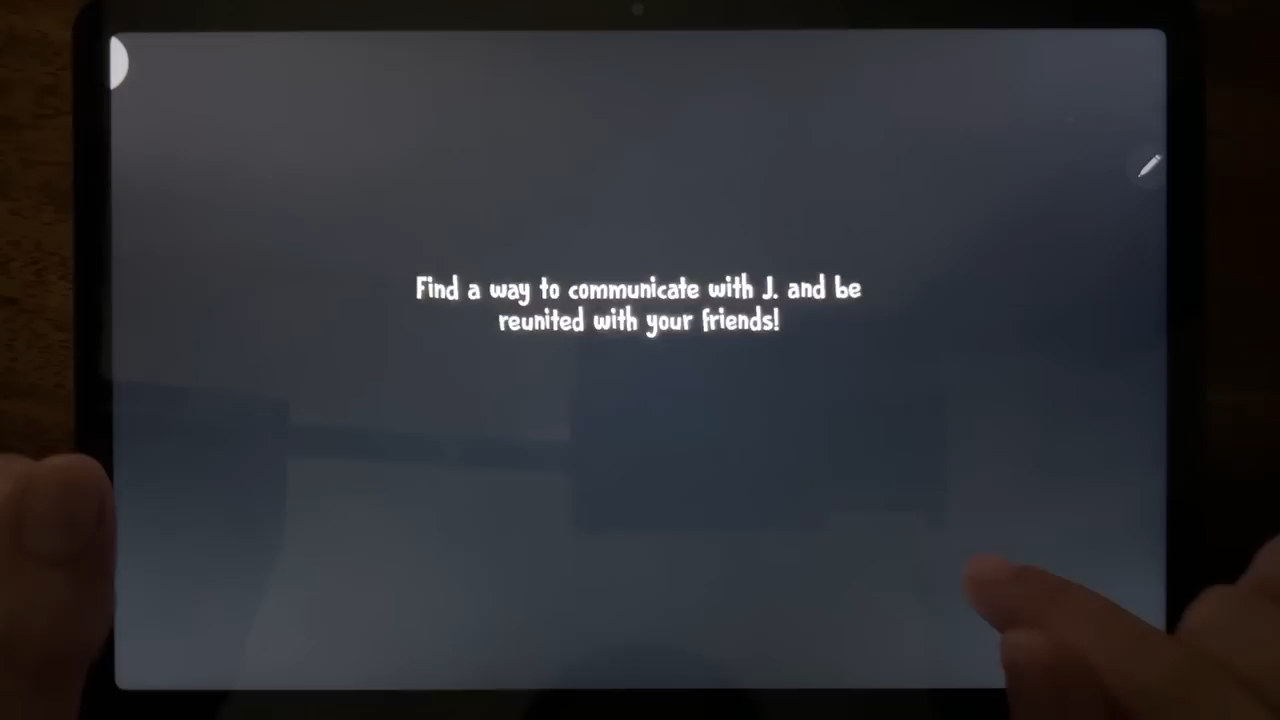 Find a way to communicate with J. and be
reunited with your friends!